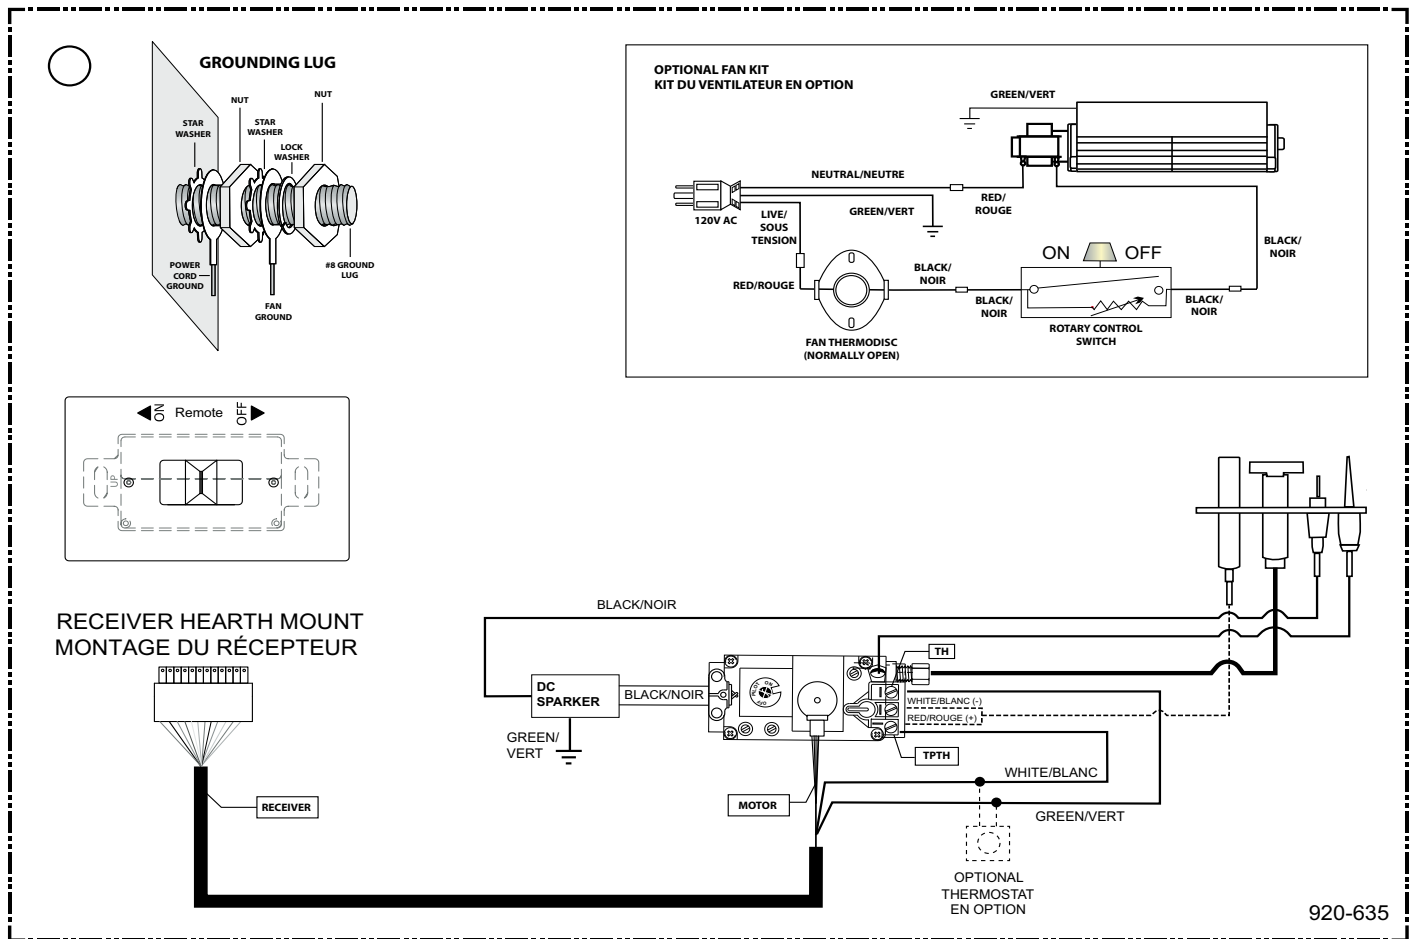 GROUNDING LUG
NUT
NUT
STAR
WASHER
STAR
WASHER
LOCK
WASHER
POWER
CORD
GROUND
#8 GROUND
LUG
FAN
GROUND
OPTIONAL FAN KIT
KIT DU VENTILATEUR EN OPTION
GREEN/VERT
NEUTRAL/NEUTRE
RED/
ROUGE
120V AC
LIVE/
SOUS
TENSION
GREEN/VERT
BLACK/
NOIR
ON
OFF
RED/ROUGE
BLACK/
NOIR
BLACK/
NOIR
BLACK/
NOIR
ROTARY CONTROL
SWITCH
FAN THERMODISC
(NORMALLY OPEN)
ON
Remote
OFF
UP
RECEIVER HEARTH MOUNT
MONTAGE DU RÉCEPTEUR
RECEIVER
BLACK/NOIR
DC
SPARKER
BLACK/NOIR
GREEN/
VERT
PILOT
ON
OFF
TH
WHITE/BLANC (-)
RED/ROUGE (+)
TPTH
WHITE/BLANC
MOTOR
GREEN/VERT
OPTIONAL
THERMOSTAT
EN OPTION
920-635